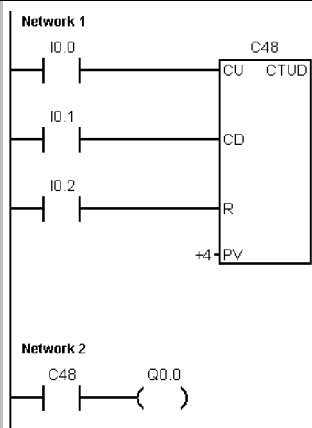 Network 1
I0.0
C48
CU CTUD
I0.1
CD
I0.2
R
+4 PV
Network 2
C48 Q0.0